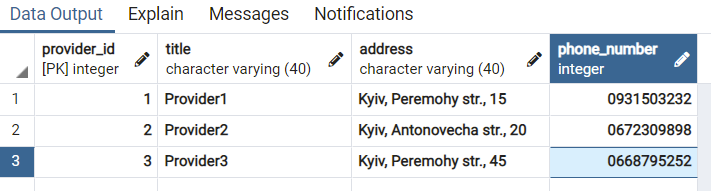 Data Output Explain Messages Notifications
provider_id title address phone_number
[PK] integer character varying (40) character varying (40) integer
1 1 Provider1 Kyiv, Peremohy str., 15 0931503232
2 2 Provider2 Kyiv, Antonovecha str., 20 0672309898
3 3 Provider3 Kyiv, Peremohy str., 45 0668795252